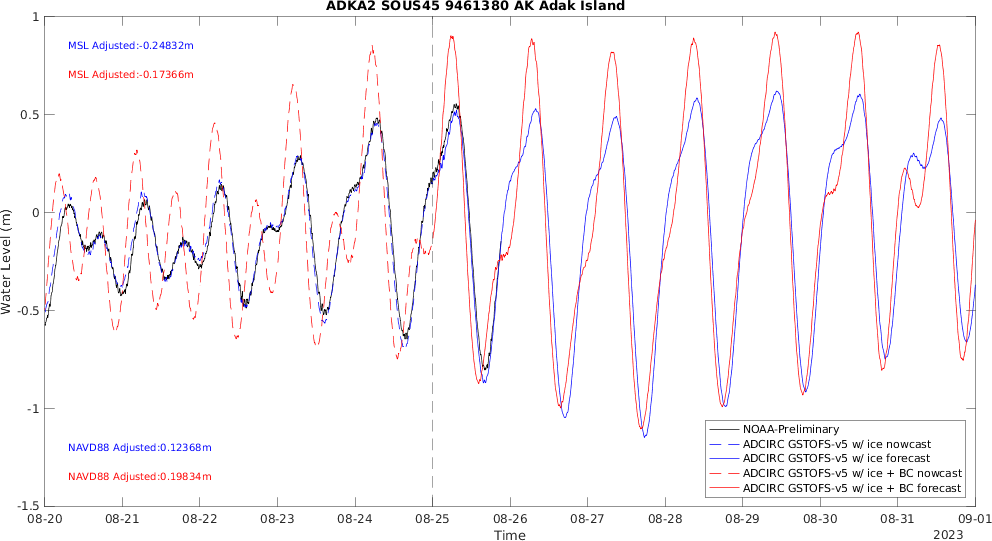 ADKA2 SOUS45 9461380 AK Adak Island
1
0.5
0
-0.5
-1
-1.5
Water Level (m)
MSL Adjusted:-0.24832m
MSL Adjusted:-0.17366m
NAVD88 Adjusted:0.12368m
NAVD88 Adjusted:0.19834m
NOAA-Preliminary
ADCIRC GSTOFS-v5 w/ ice nowcast
ADCIRC GSTOFS-v5 w/ ice forecast
ADCIRC GSTOFS-v5 w/ ice + BC nowcast
ADCIRC GSTOFS-v5 w/ ice + BC forecast
08-20 08-21 08-22 08-23 08-24 08-25 08-26 08-27 08-28 08-29 08-30 08-31 09-01
Time
2023